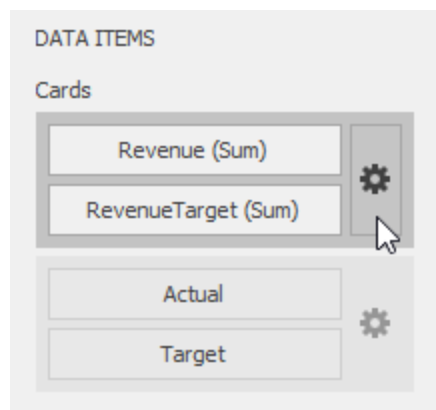 DATA ITEMS
Cards
Revenue (Sum)
RevenueTarget (Sum)
Actual
Target